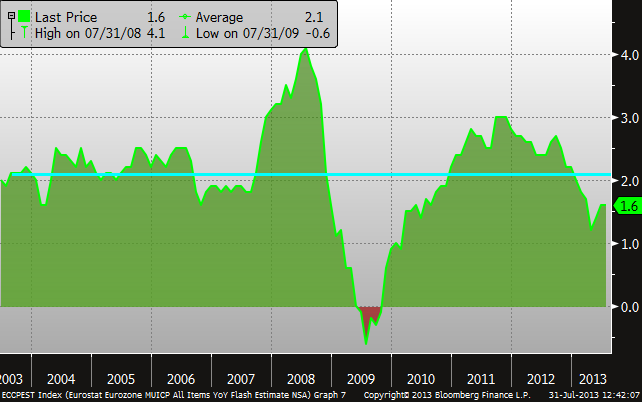 Last Price 1.6 Average 2.1
High on 07/31/08 4.1 Low on 07/31/09 -0.6
4.0
3.0
2.0
1.6
1.0
0.0
2003 2004 2005 2006 2007 2008 2009 2010 2011 2012 2013
ECCPEST Index (Eurostat Eurozone MUICP All Items YoY Flash Estimate NSA) Graph 7 Copyright© 2013 Bloomberg Finance L.P. 31-Jul-2013 12:42:07